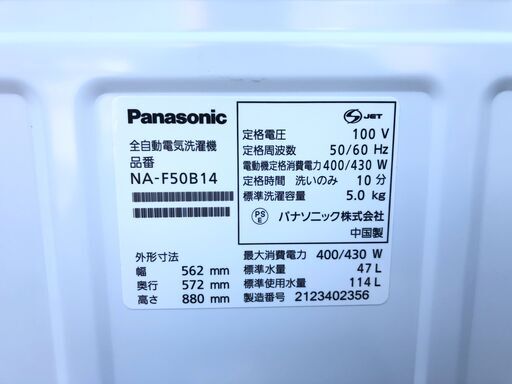 Panasonic
全自動電気洗濯機
品番
NA-F50B14
外形寸法
幅 562 mm
奥行 572 mm
高さ 880 mm
S JET
定格電圧 100 V
定格周波数 50/60 Hz
電動機定格消費電力 400/430 W
定格時間 洗いのみ 10 分
標準洗濯容量 5.0 kg
PS E パナソニック株式会社
中国製
最大消費電力 400/430 W
標準水量 47 L
標準使用水量 114 L
製造番号 2123402356